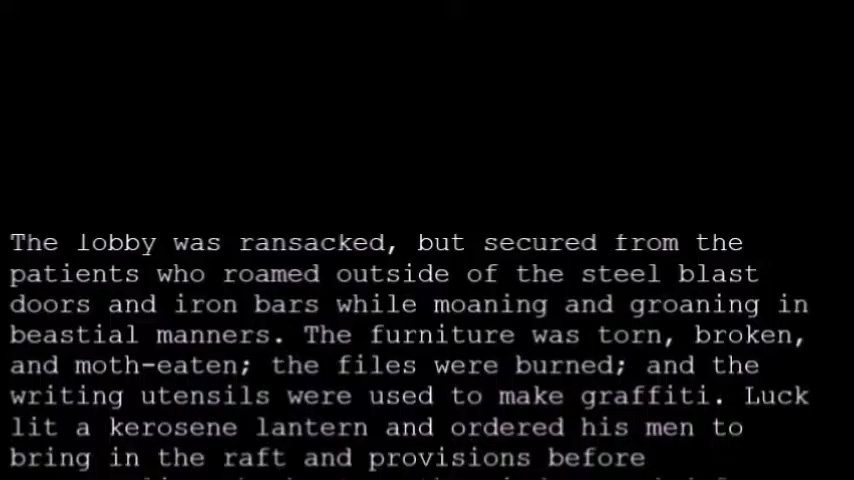 The lobby was ransacked, but secured from the
patients who roamed outside of the steel blast
doors and iron bars while moaning and groaning in
beastial manners. The furniture was torn, broken,
and moth-eaten; the files were burned; and the
writing utensils were used to make graffiti. Luck
lit a kerosene lantern and ordered his men to
bring in the raft and provisions before